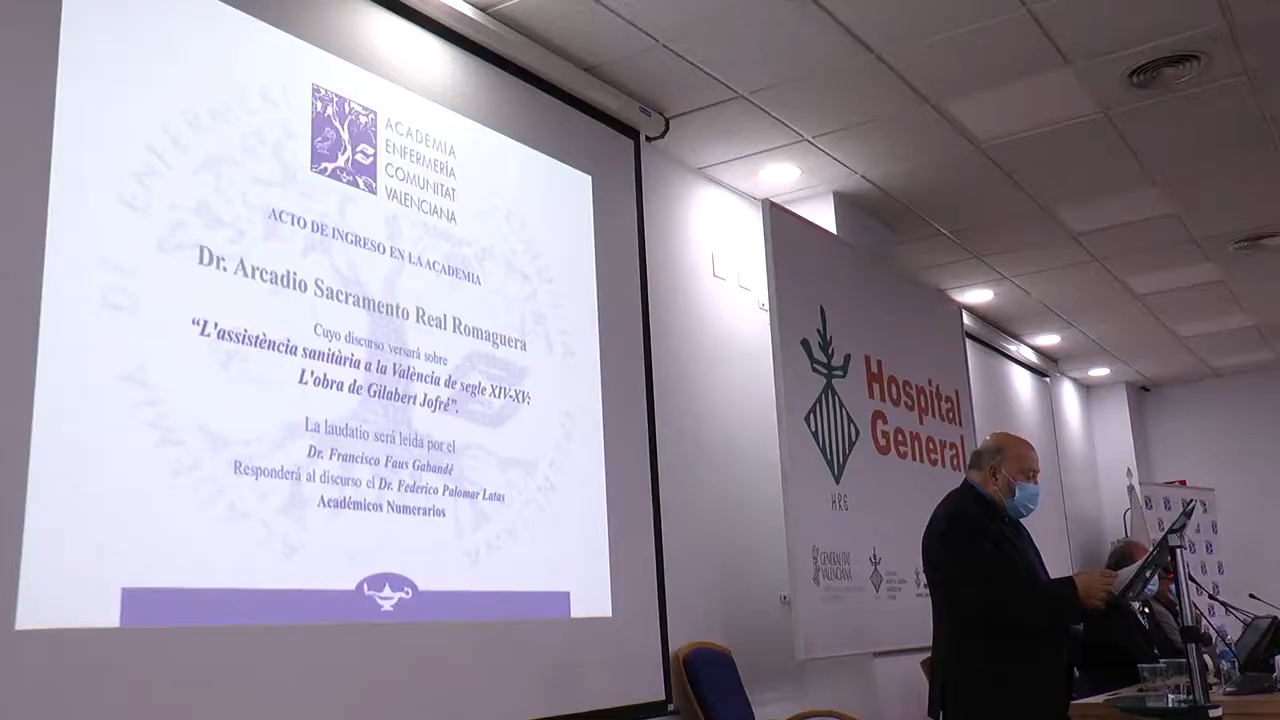 ACADEMIA
ENFERMERÍA
COMUNITAT
VALENCIANA
ACTO DE INGRESO EN LA ACADEMIA
Dr. Arcadio Sacramento Real Romaguera
Cuyo discurso versará sobre
“L'assistència sanitària a la València de segle XIV-XV:
L'obra de Gilabert Jofré”.
La laudatio será leida por el
Dr. Francisco Faus Gabandé
Responderá al discurso el Dr. Federico Palomar Latas
Académicos Numerarios
Hospital
General
HRE
GENERALITAT
VALENCIANA